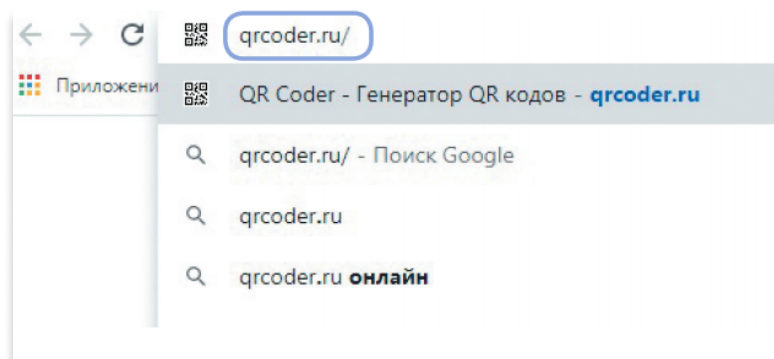 qrcoder.ru/
Приложени
QR Coder - Генератор QR кодов - qrcoder.ru
qrcoder.ru/ - Поиск Google
qrcoder.ru
qrcoder.ru онлайн